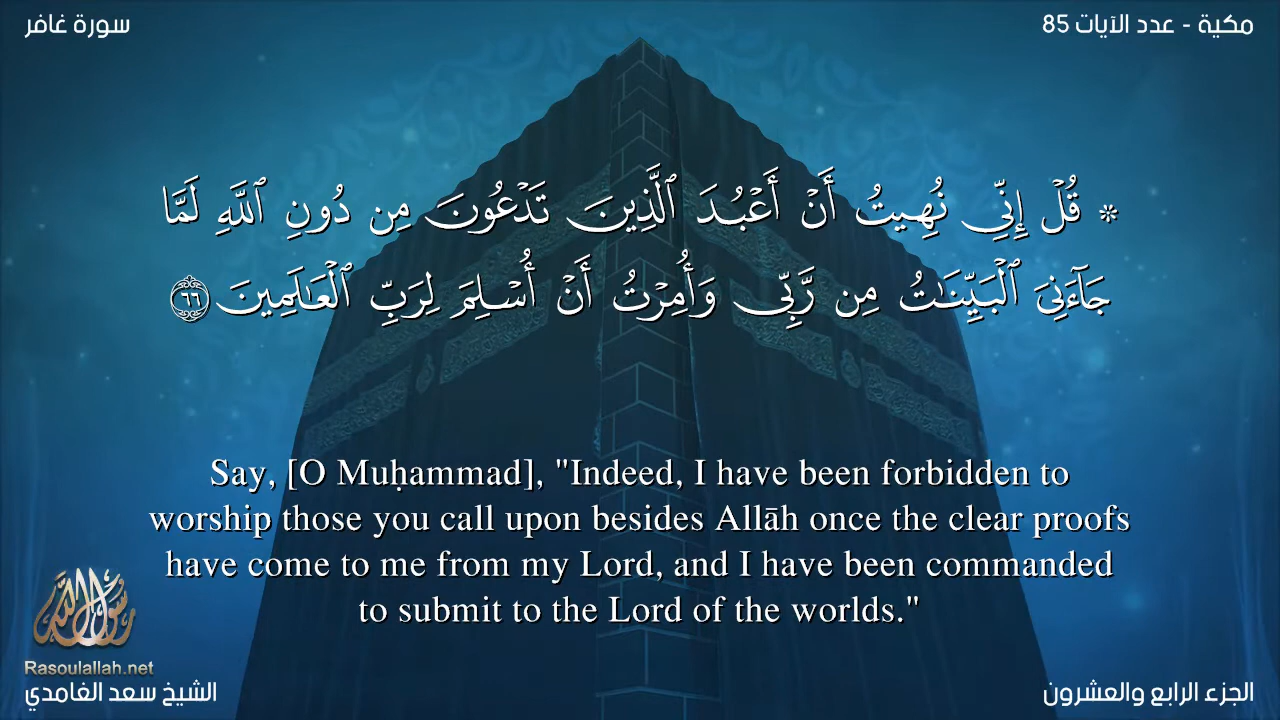 سورة غافر
مكية - عدد الآيات 85
* قُلْ إِنِّي نُهِيتُ أَنْ أَعْبُدَ ٱلَّذِينَ تَدْعُونَ مِن دُونِ ٱللَّهِ لَمَّا
جَآءَنِىَ ٱلْبَيِّنَـٰتُ مِن رَّبِّى وَأُمِرْتُ أَنْ أُسْلِمَ لِرَبِّ ٱلْعَـٰلَمِينَ ٦٦
Say, [O Muḥammad], "Indeed, I have been forbidden to
worship those you call upon besides Allāh once the clear proofs
have come to me from my Lord, and I have been commanded
to submit to the Lord of the worlds."
رسول الله
Rasoulallah.net
الشيخ سعد الغامدي
الجزء الرابع والعشرون